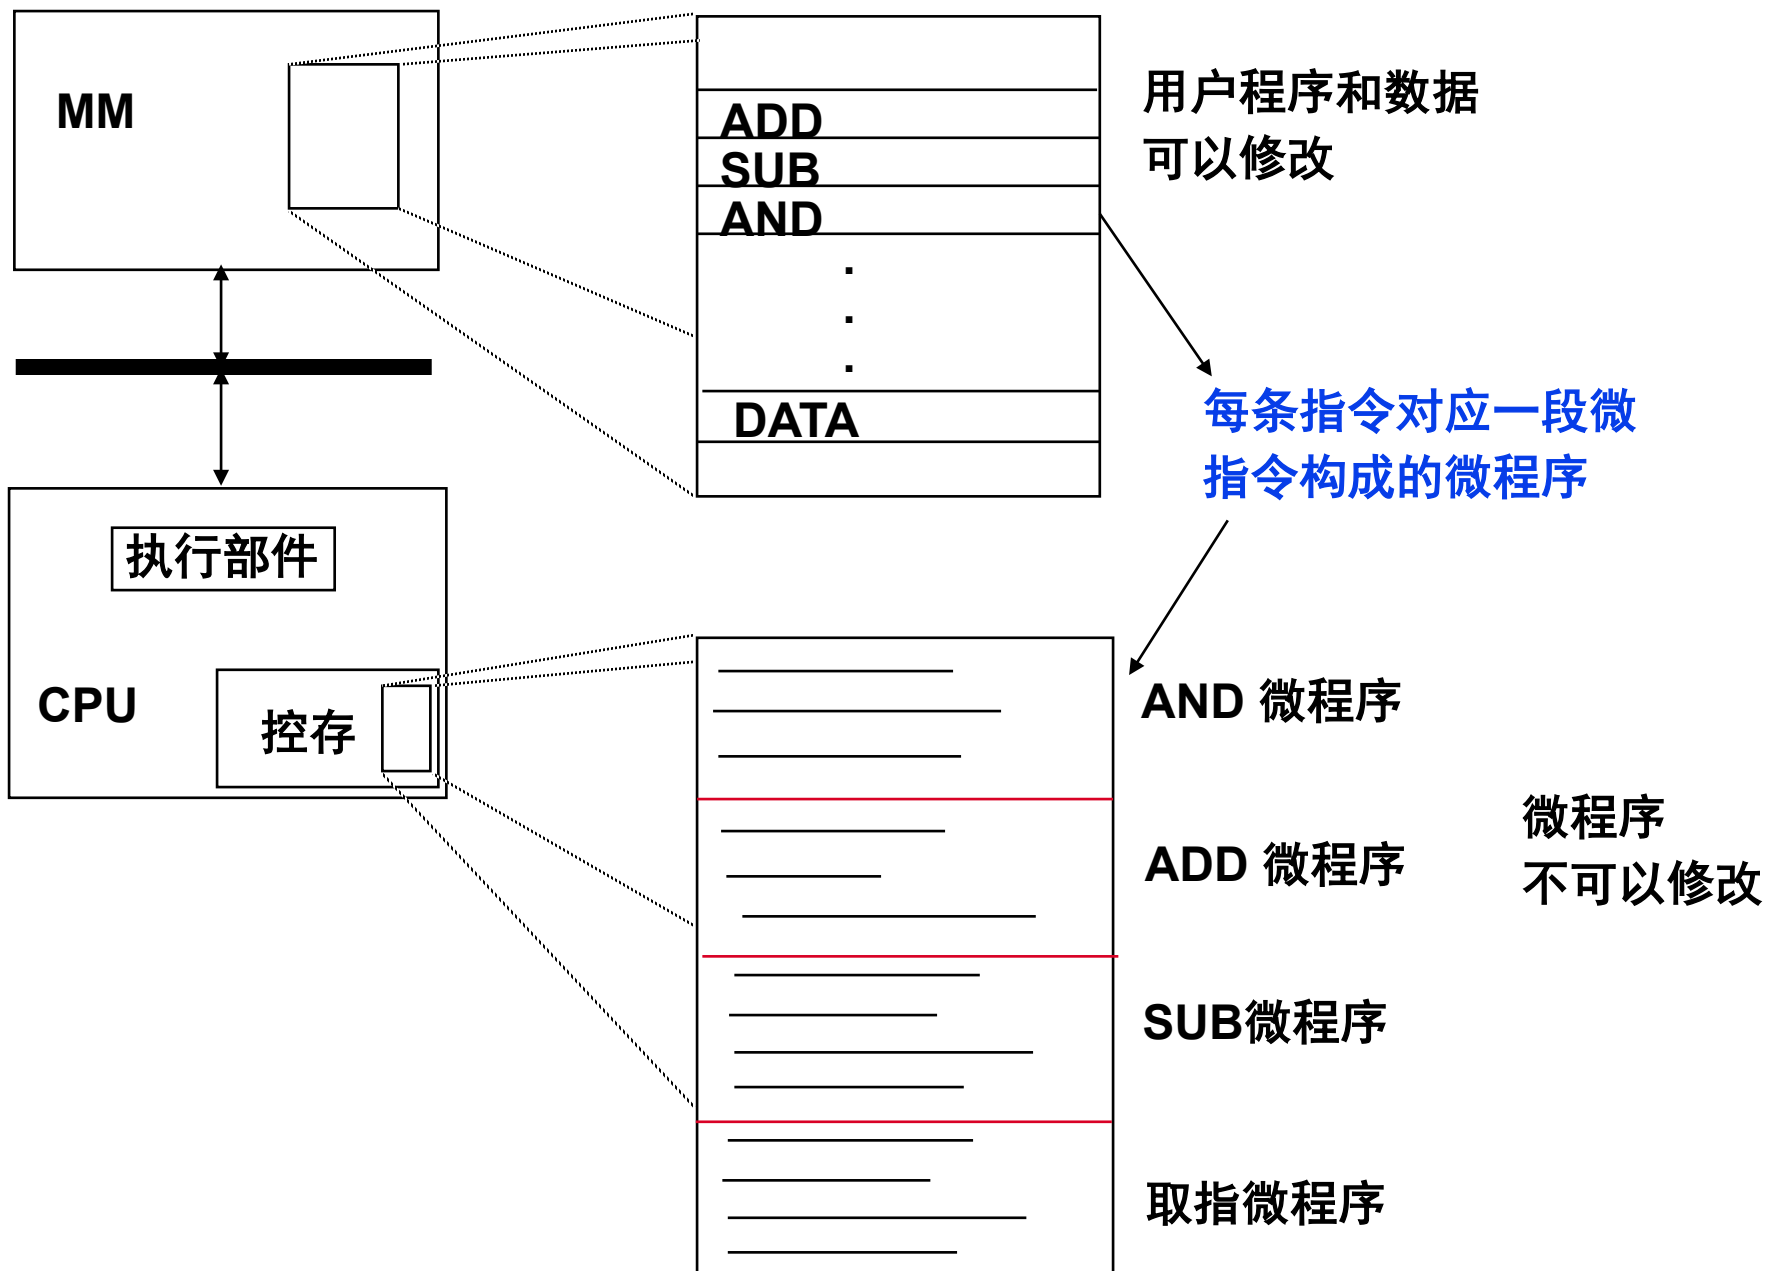 MM
ADD
SUB
AND
.
.
.
DATA
用户程序和数据
可以修改
每条指令对应一段微
指令构成的微程序
执行部件
CPU
控存
AND 微程序
ADD 微程序
SUB微程序
取指微程序
微程序
不可以修改